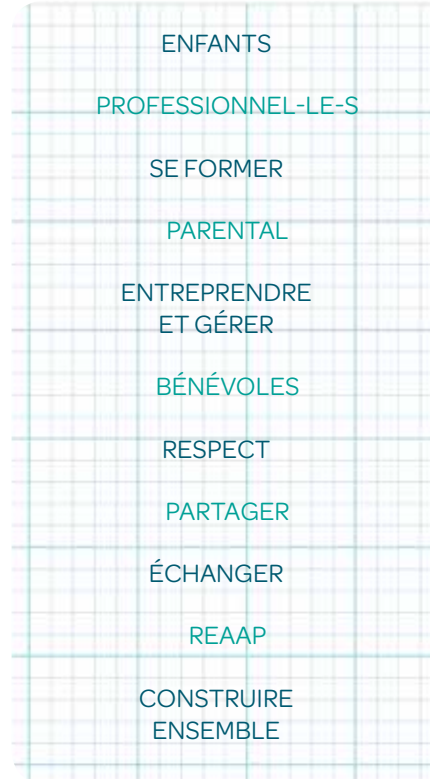 ENFANTS
PROFESSIONNEL-LE-S
SE FORMER
PARENTAL
ENTREPRENDRE
ET GÉRER
BÉNÉVOLES
RESPECT
PARTAGER
ÉCHANGER
REAAP
CONSTRUIRE
ENSEMBLE